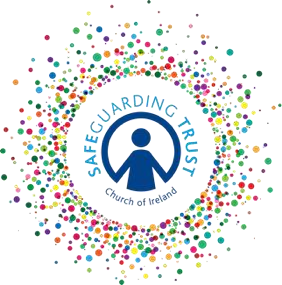 SAFEGUARDING TRUST
Church of Ireland